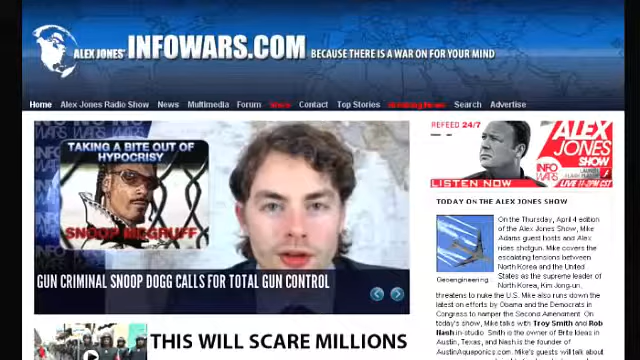 ALEX JONES' INFOWARS.COM BECAUSE THERE IS A WAR ON FOR YOUR MIND
Home Alex Jones Radio Show News Multimedia Forum Store Contact Top Stories Breaking News Search Advertise
TAKING A BITE OUT OF
HYPOCRISY
SNOOP MCGRUFF
GUN CRIMINAL SNOOP DOGG CALLS FOR TOTAL GUN CONTROL
THIS WILL SCARE MILLIONS
REFEED 24/7
LISTEN NOW
ALEX
JONES
INFO
WARS
SHOW
LIVE 11-2PM CST
TODAY ON THE ALEX JONES SHOW
Geoengineering.
On the Thursday, April 4 edition
of the Alex Jones Show, Mike
Adams guest hosts and Alex
rides shotgun. Mike covers the
escalating tensions between
North Korea and the United
States as the supreme leader of
North Korea, Kim Jong-un,
threatens to nuke the U.S. Mike also runs down the
latest on efforts by Obama and the Democrats in
Congress to hamper the Second Amendment. On
today's show, Mike talks with Troy Smith and Rob
Nash in-studio. Smith is the owner of Brite Ideas in
Austin, Texas, and Nash is the founder of
AustinAquaponics.com. Mike's guests will talk about